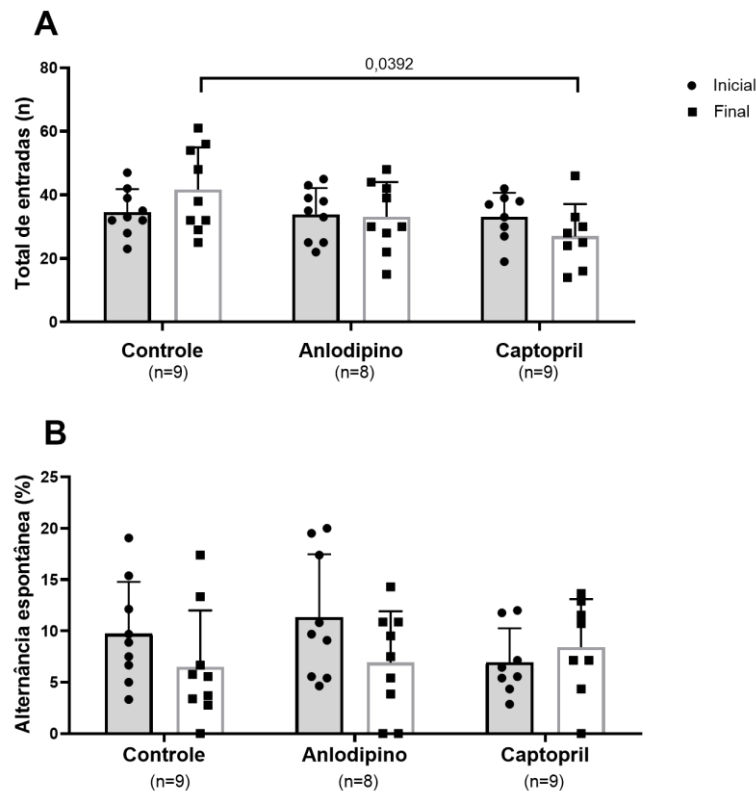 A
0,0392
Inicial
Final
Total de entradas (n)
80
60
40
20
0
Controle
(n=9)
Anlodipino
(n=8)
Captopril
(n=9)
B
Alternância espontânea (%)
25
20
15
10
5
0
Controle
(n=9)
Anlodipino
(n=8)
Captopril
(n=9)